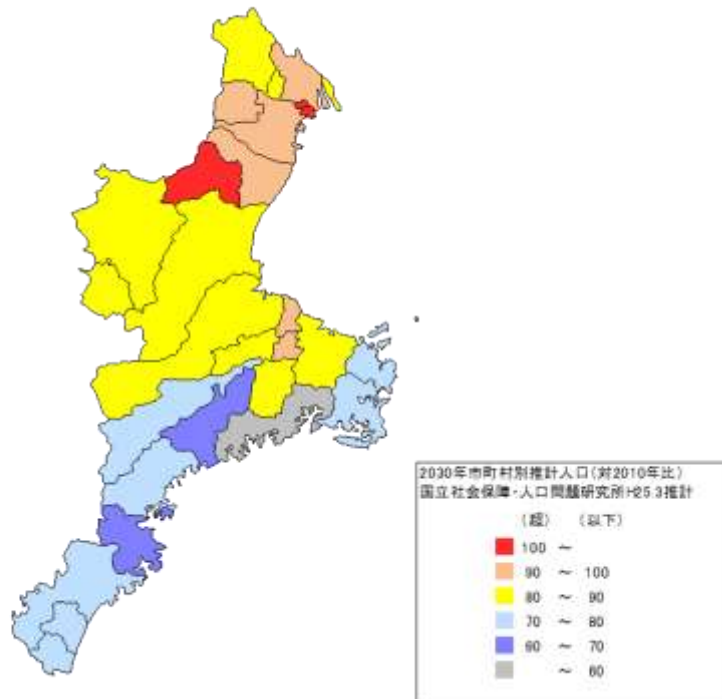 2030年市町村別推計人口(対2010年比)
国立社会保障・人口問題研究所H25.3推計
(超) (以下)
100 ～
90 ～ 100
80 ～ 90
70 ～ 80
60 ～ 70
～ 60